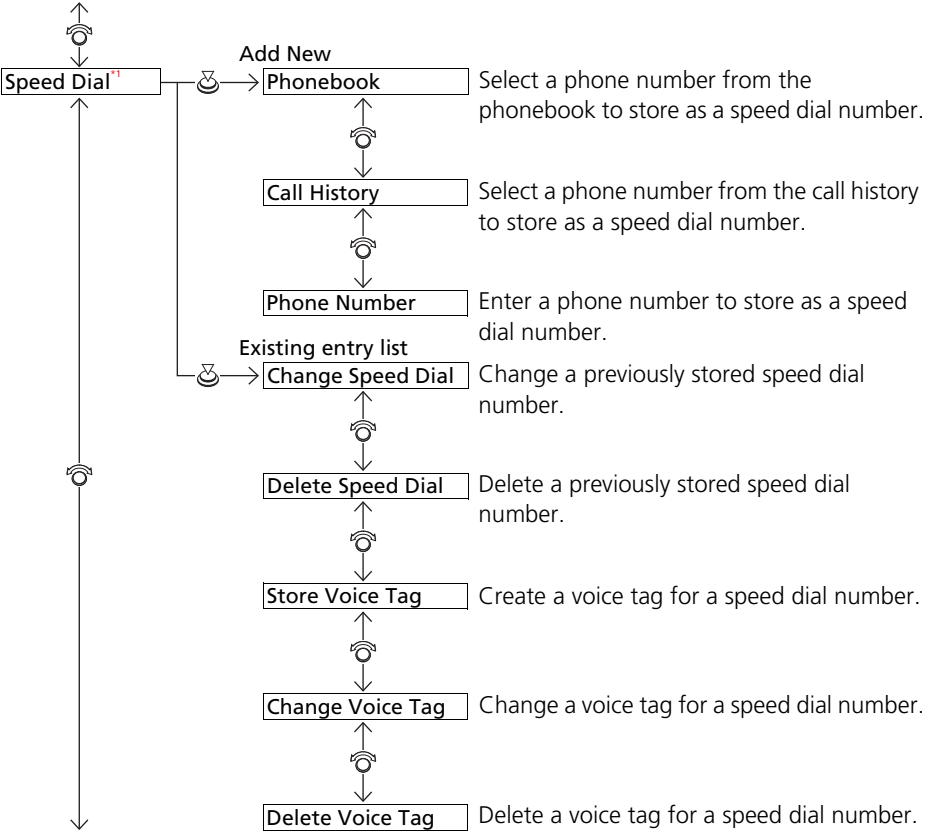 Add New
Speed Dial*1
Phonebook
Select a phone number from the
phonebook to store as a speed dial number.
Call History
Select a phone number from the call history
to store as a speed dial number.
Phone Number
Enter a phone number to store as a speed
dial number.
Existing entry list
Change Speed Dial
Change a previously stored speed dial
number.
Delete Speed Dial
Delete a previously stored speed dial
number.
Store Voice Tag
Create a voice tag for a speed dial number.
Change Voice Tag
Change a voice tag for a speed dial number.
Delete Voice Tag
Delete a voice tag for a speed dial number.